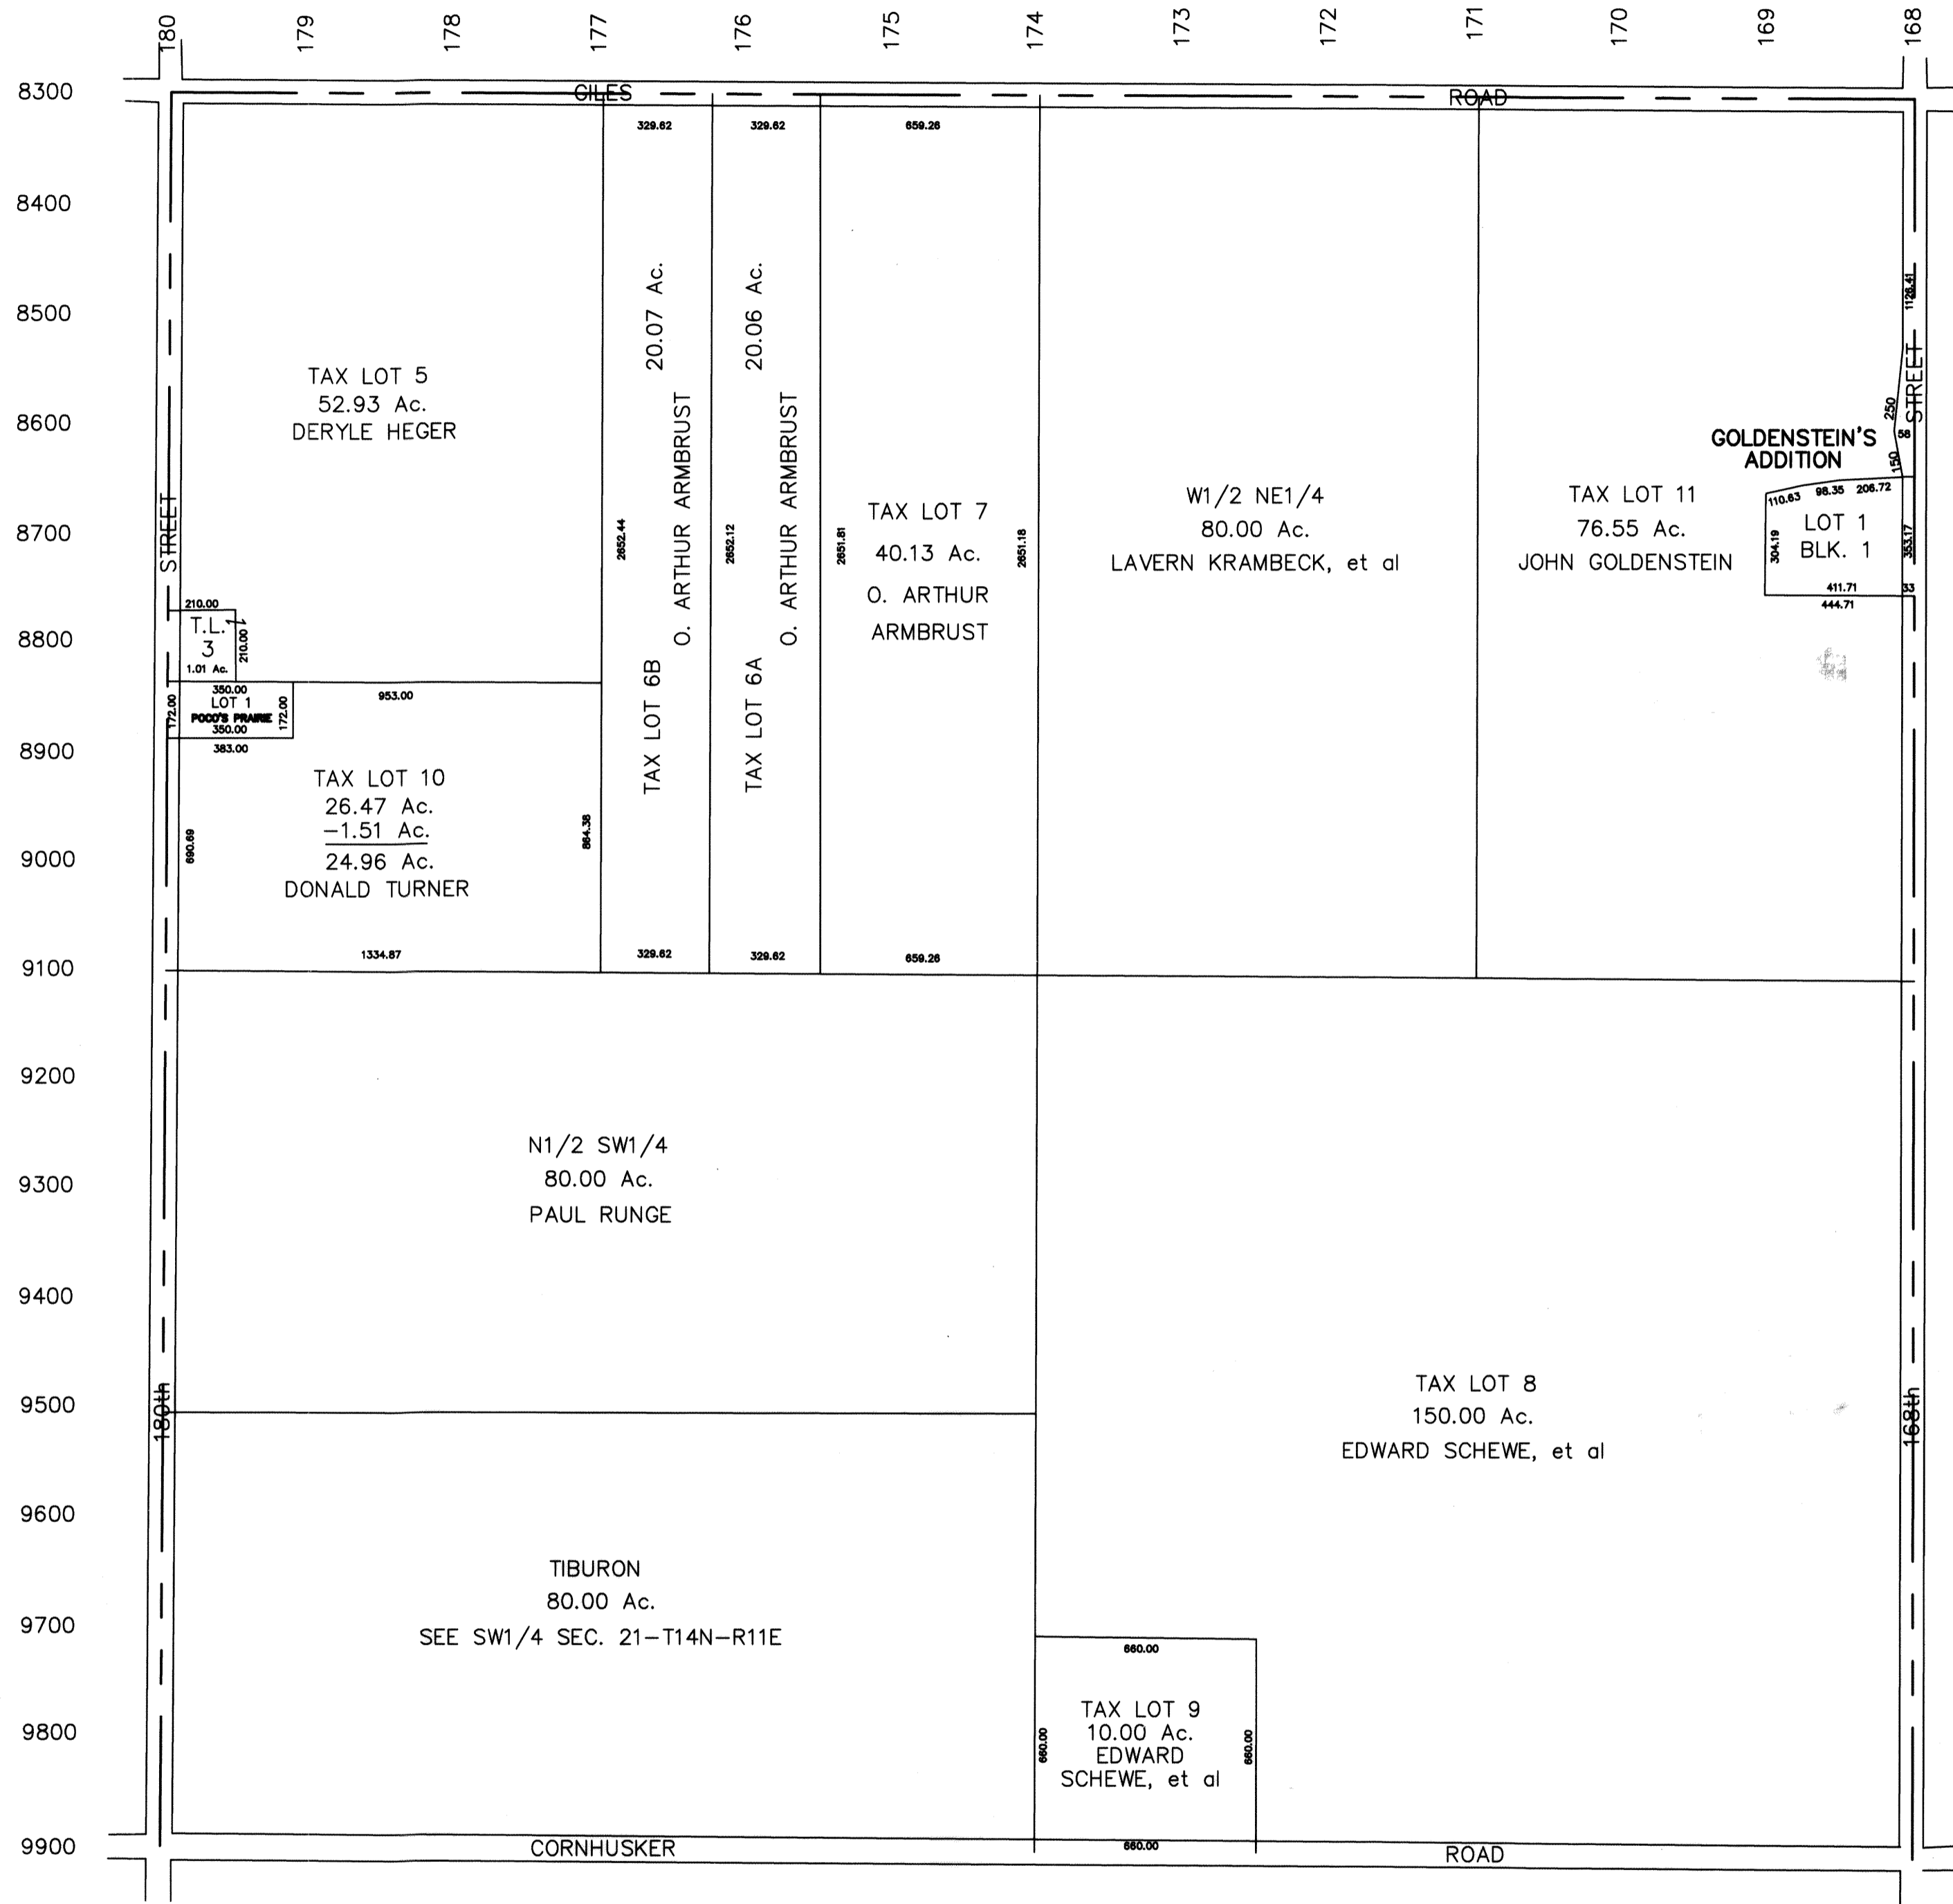 180
179
178
177
176
175
174
173
172
171
170
169
168
8300
8400
8500
8600
8700
8800
8900
9000
9100
9200
9300
9400
9500
9600
9700
9800
9900
GILES
ROAD
329.62
329.62
659.26
TAX LOT 5
52.93 Ac.
DERYLE HEGER
STREET
210.00
T.L.
3
1.01 Ac.
210.00
350.00
LOT 1
POCO'S PRAIRIE
350.00
383.00
172.00
172.00
953.00
TAX LOT 10
26.47 Ac.
-1.51 Ac.
24.96 Ac.
DONALD TURNER
690.69
864.38
1334.87
TAX LOT 6B
O. ARTHUR ARMBRUST
20.07 Ac.
2652.44
329.62
TAX LOT 6A
O. ARTHUR ARMBRUST
20.06 Ac.
2652.12
329.62
2651.81
TAX LOT 7
40.13 Ac.
O. ARTHUR
ARMBRUST
2651.18
659.26
W1/2 NE1/4
80.00 Ac.
LAVERN KRAMBECK, et al
TAX LOT 11
76.55 Ac.
JOHN GOLDENSTEIN
GOLDENSTEIN'S
ADDITION
1126.41
STREET
250
58
150
110.63
98.35
206.72
LOT 1
BLK. 1
304.19
353.17
411.71
33
444.71
N1/2 SW1/4
80.00 Ac.
PAUL RUNGE
180th
TIBURON
80.00 Ac.
SEE SW1/4 SEC. 21-T14N-R11E
TAX LOT 8
150.00 Ac.
EDWARD SCHEWE, et al
168th
660.00
TAX LOT 9
10.00 Ac.
EDWARD
SCHEWE, et al
660.00
660.00
660.00
CORNHUSKER
ROAD